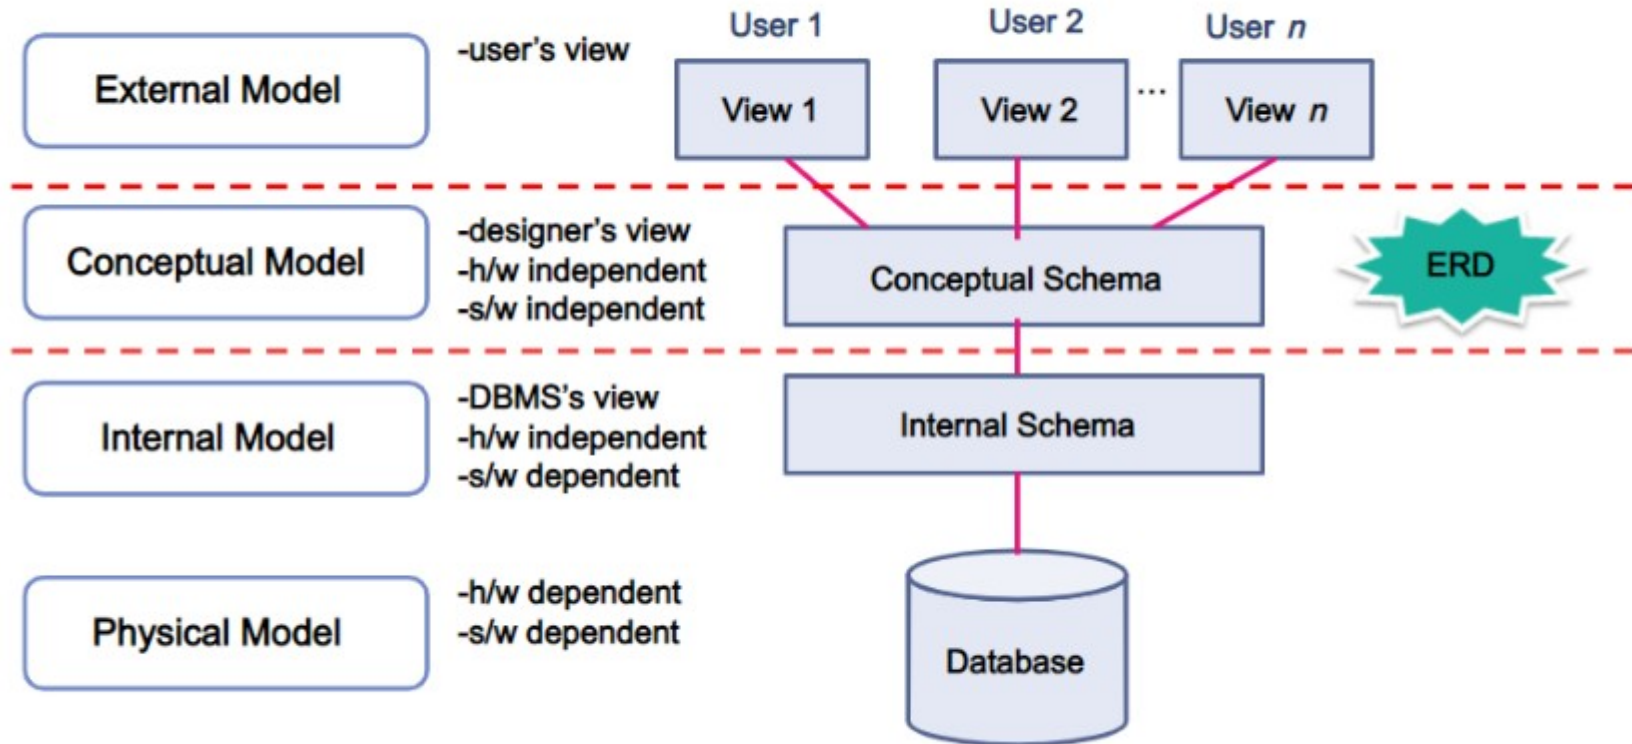 User 1
User 2
User n
External Model
-user's view
View 1
View 2
...
View n
Conceptual Model
-designer's view
-h/w independent
-s/w independent
Conceptual Schema
ERD
Internal Model
-DBMS's view
-h/w independent
-s/w dependent
Internal Schema
Physical Model
-h/w dependent
-s/w dependent
Database